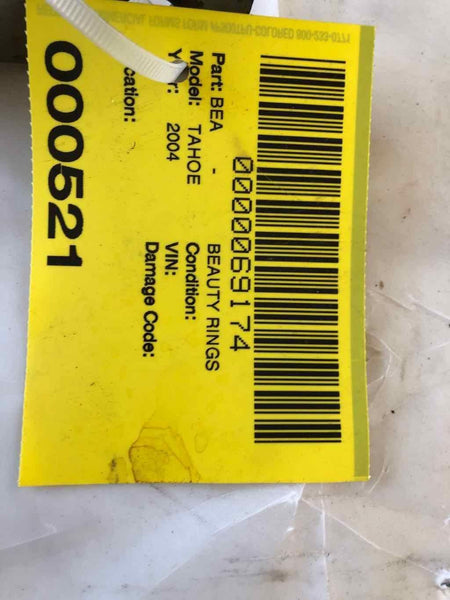 0000069174
Part: BEA - BEAUTY RINGS
Model: TAHOE Condition:
2004 VIN:
cation: Damage Code:
000521